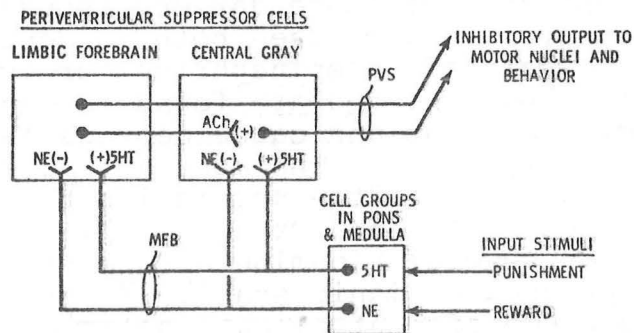 PERIVENTRICULAR SUPPRESSOR CELLS
LIMBIC FOREBRAIN
CENTRAL GRAY
INHIBITORY OUTPUT TO
MOTOR NUCLEI AND
BEHAVIOR
PVS
ACh
(+)
NE(-)
(+)5HT
NE(-)
(+)5HT
CELL GROUPS
IN PONS
& MEDULLA
MFB
INPUT STIMULI
5HT
PUNISHMENT
NE
REWARD